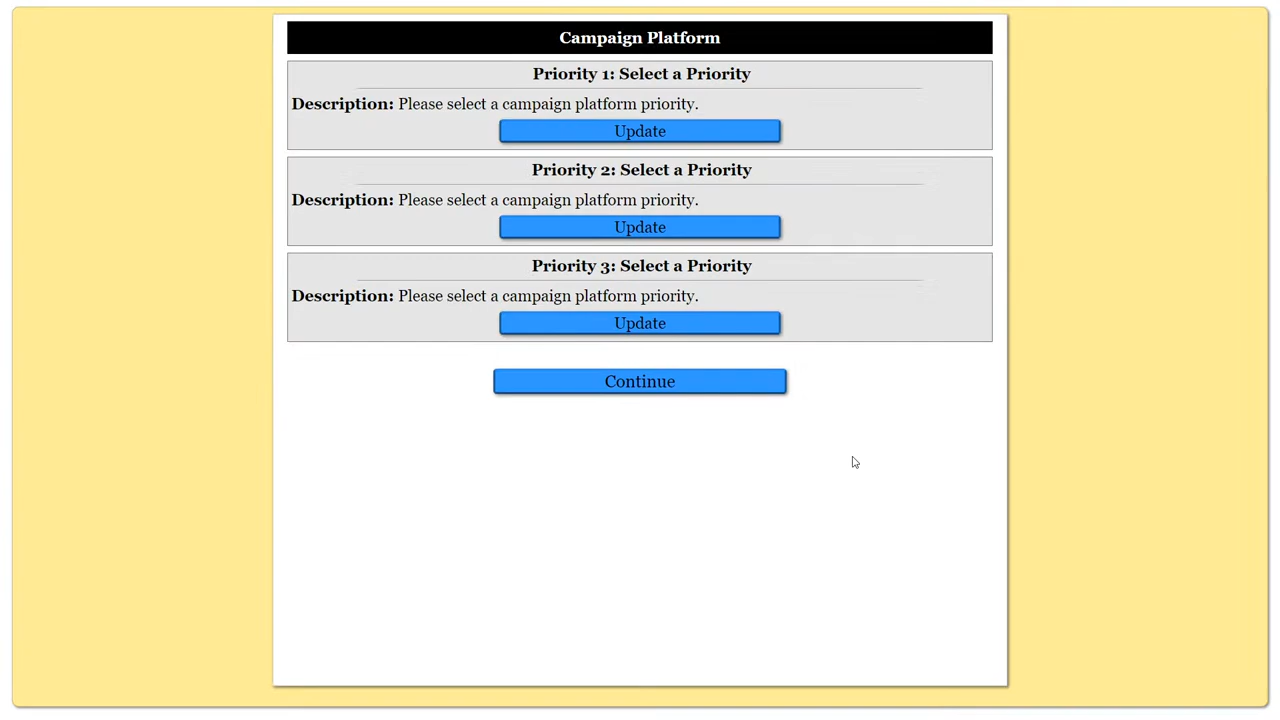 Campaign Platform
Priority 1: Select a Priority
Description: Please select a campaign platform priority.
Update
Priority 2: Select a Priority
Description: Please select a campaign platform priority.
Update
Priority 3: Select a Priority
Description: Please select a campaign platform priority.
Update
Continue